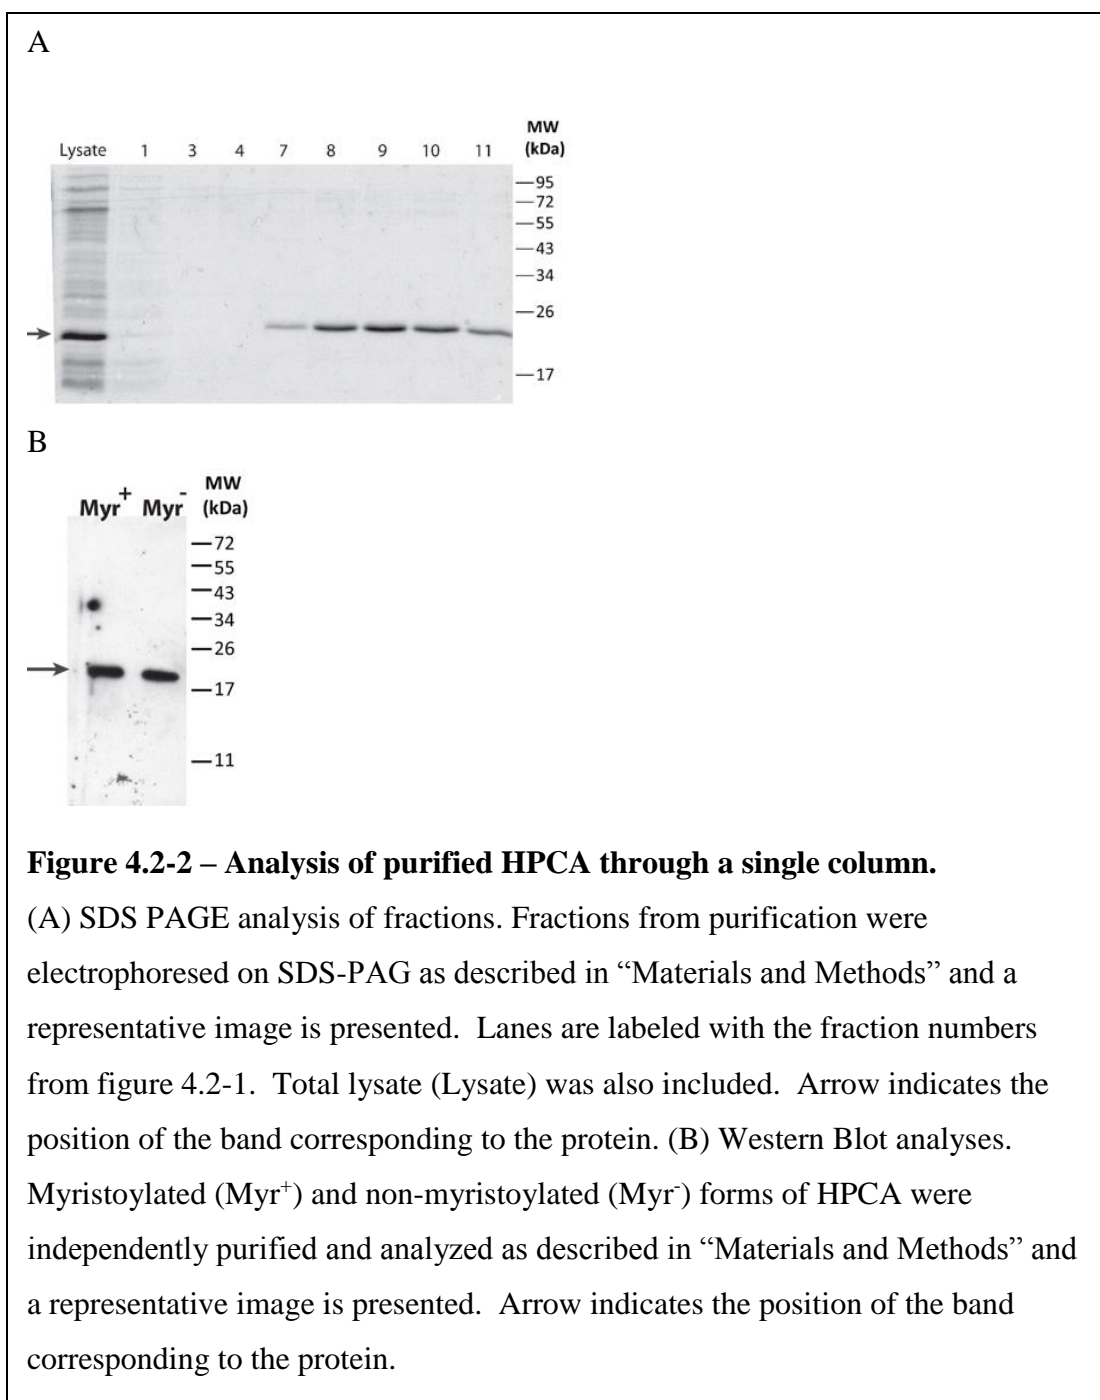 A
MW
Lysate 1 3 4 7 8 9 10 11 (kDa)
—95
—72
—55
—43
—34
—26
—17
B
MW
Myr+ Myr- (kDa)
—72
—55
—43
—34
—26
—17
—11
Figure 4.2-2 – Analysis of purified HPCA through a single column.
(A) SDS PAGE analysis of fractions. Fractions from purification were
electrophoresed on SDS-PAG as described in “Materials and Methods” and a
representative image is presented. Lanes are labeled with the fraction numbers
from figure 4.2-1. Total lysate (Lysate) was also included. Arrow indicates the
position of the band corresponding to the protein. (B) Western Blot analyses.
Myristoylated (Myr+) and non-myristoylated (Myr-) forms of HPCA were
independently purified and analyzed as described in “Materials and Methods” and
a representative image is presented. Arrow indicates the position of the band
corresponding to the protein.